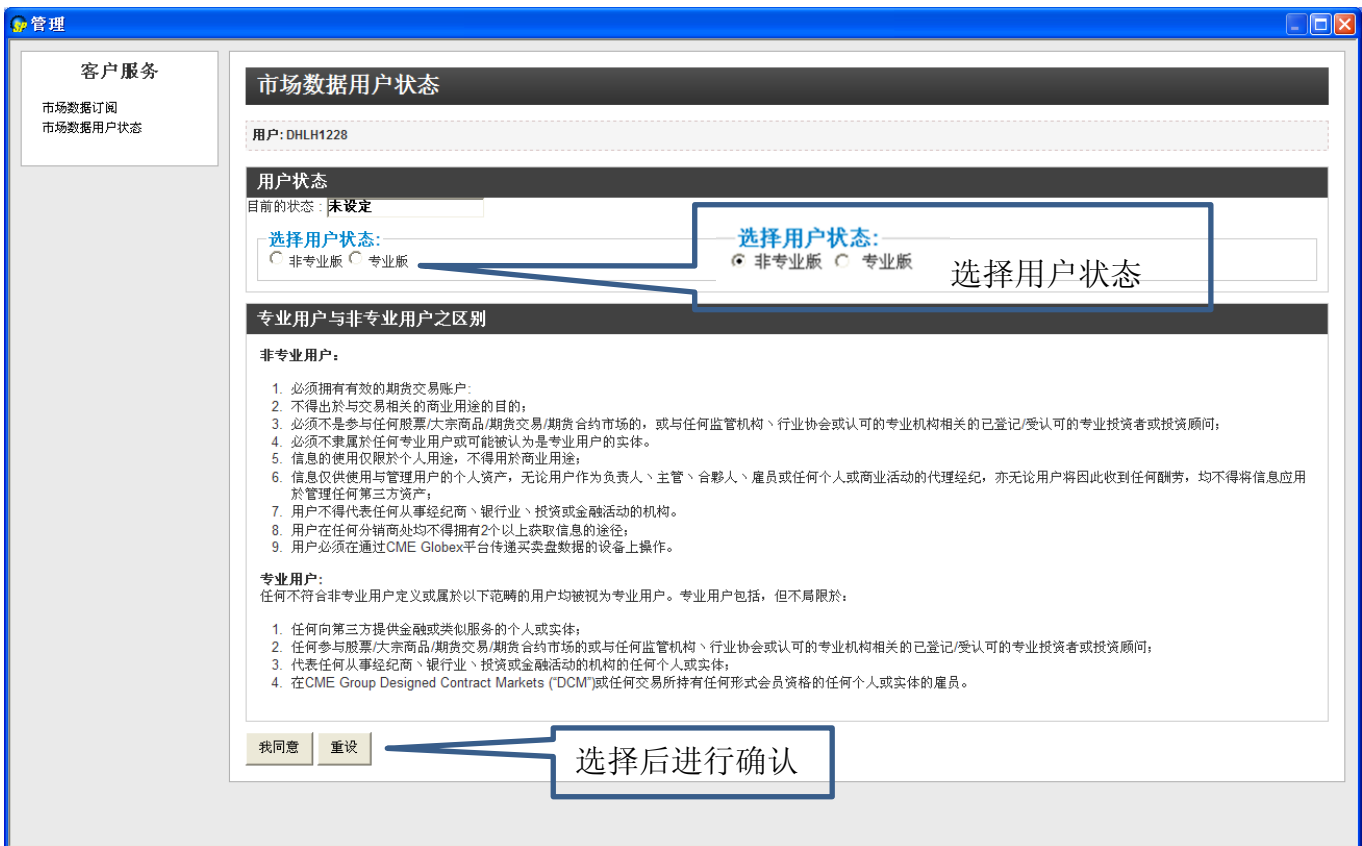 管理
客户服务
市场数据订阅
市场数据用户状态
市场数据用户状态
用户: DHLH1228
用户状态
目前的状态 : 未设定
选择用户状态:
非专业版 专业版
选择用户状态:
非专业版 专业版
选择用户状态
专业用户与非专业用户之区别
非专业用户：
1. 必须拥有有效的期货交易账户:
2. 不得出於与交易相关的商业用途的目的;
3. 必须不是参与任何股票/大宗商品/期货交易/期货合约市场的，或与任何监管机构丶行业协会或认可的专业机构相关的已登记/受认可的专业投资者或投资顾问;
4. 必须不隶属於任何专业用户或可能被认为是专业用户的实体。
5. 信息的使用仅限於个人用途，不得用於商业用途;
6. 信息仅供使用与管理用户的个人资产，无论用户作为负责人丶主管丶合夥人丶雇员或任何个人或商业活动的代理经纪，亦无论用户将因此收到任何酬劳，均不得将信息应用
於管理任何第三方资产;
7. 用户不得代表任何从事经纪商丶银行业丶投资或金融活动的机构。
8. 用户在任何分销商处均不得拥有2个以上获取信息的途径;
9. 用户必须在通过CME Globex平台传递买卖盘数据的设备上操作。
专业用户:
任何不符合非专业用户定义或属於以下范畴的用户均被视为专业用户。专业用户包括，但不局限於:
1. 任何向第三方提供金融或类似服务的个人或实体;
2. 任何参与股票/大宗商品/期货交易/期货合约市场的或与任何监管机构丶行业协会或认可的专业机构相关的已登记/受认可的专业投资者或投资顾问;
3. 代表任何从事经纪商丶银行业丶投资或金融活动的机构的任何个人或实体;
4. 在CME Group Designed Contract Markets (“DCM”)或任何交易所持有任何形式会员资格的任何个人或实体的雇员。
我同意 重设
选择后进行确认